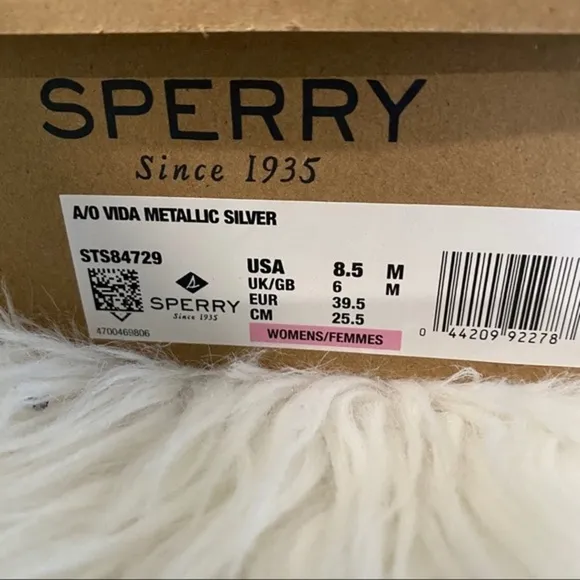 SPERRY
Since 1935
A/O VIDA METALLIC SILVER
STS84729
SPERRY
Since 1935
4700469806
USA 8.5 M
UK/GB 6 M
EUR 39.5
CM 25.5
WOMENS/FEMMES
0 44209 92278